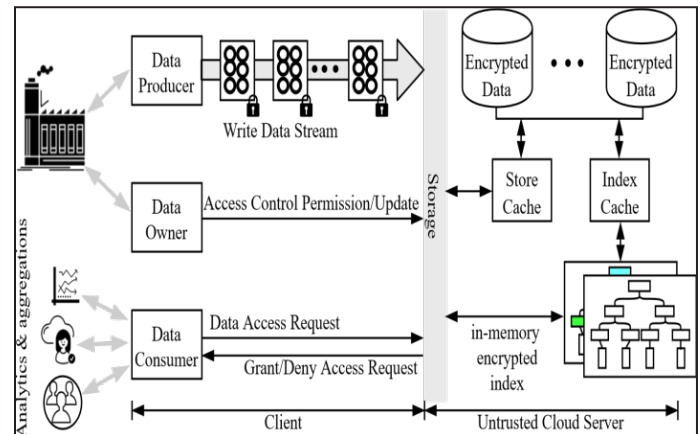 Data
Producer
Write Data Stream
Encrypted
Data
Encrypted
Data
Storage
Store
Cache
Index
Cache
Data
Owner
Access Control Permission/Update
Analytics & aggregations
Data
Consumer
Data Access Request
Grant/Deny Access Request
in-memory
encrypted
index
Client
Untrusted Cloud Server